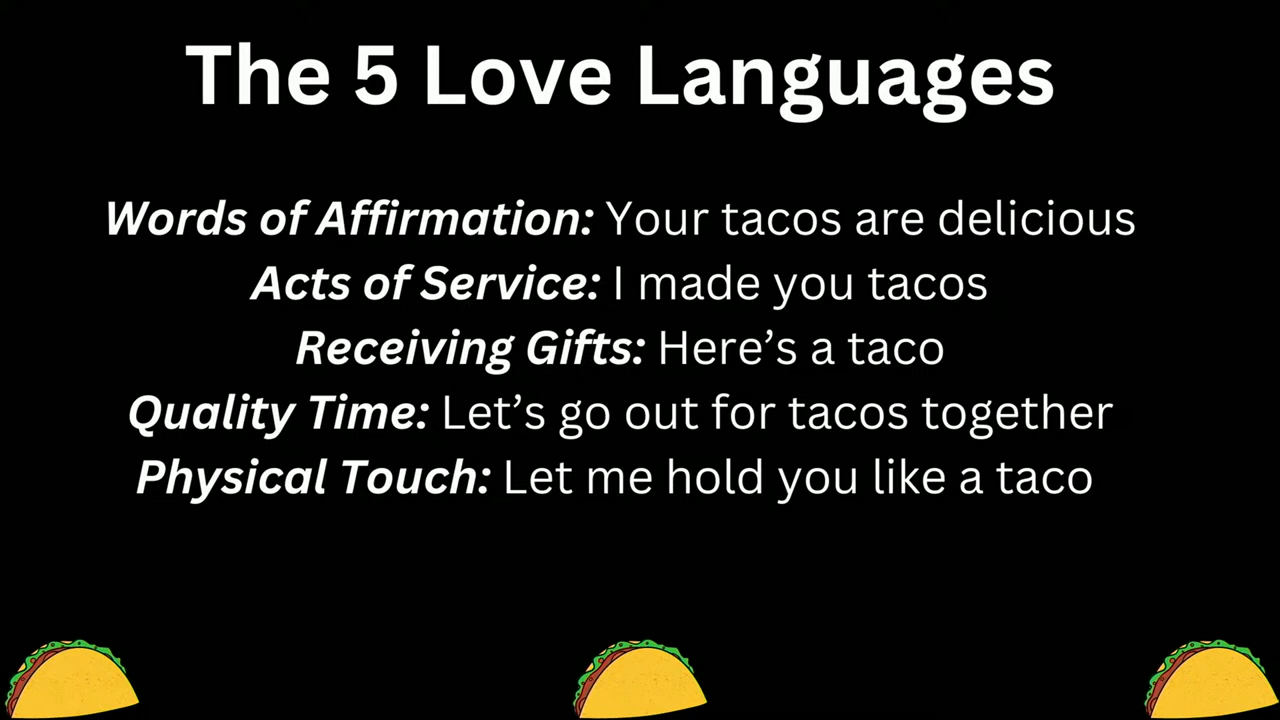 The 5 Love Languages
Words of Affirmation: Your tacos are delicious
Acts of Service: I made you tacos
Receiving Gifts: Here’s a taco
Quality Time: Let’s go out for tacos together
Physical Touch: Let me hold you like a taco